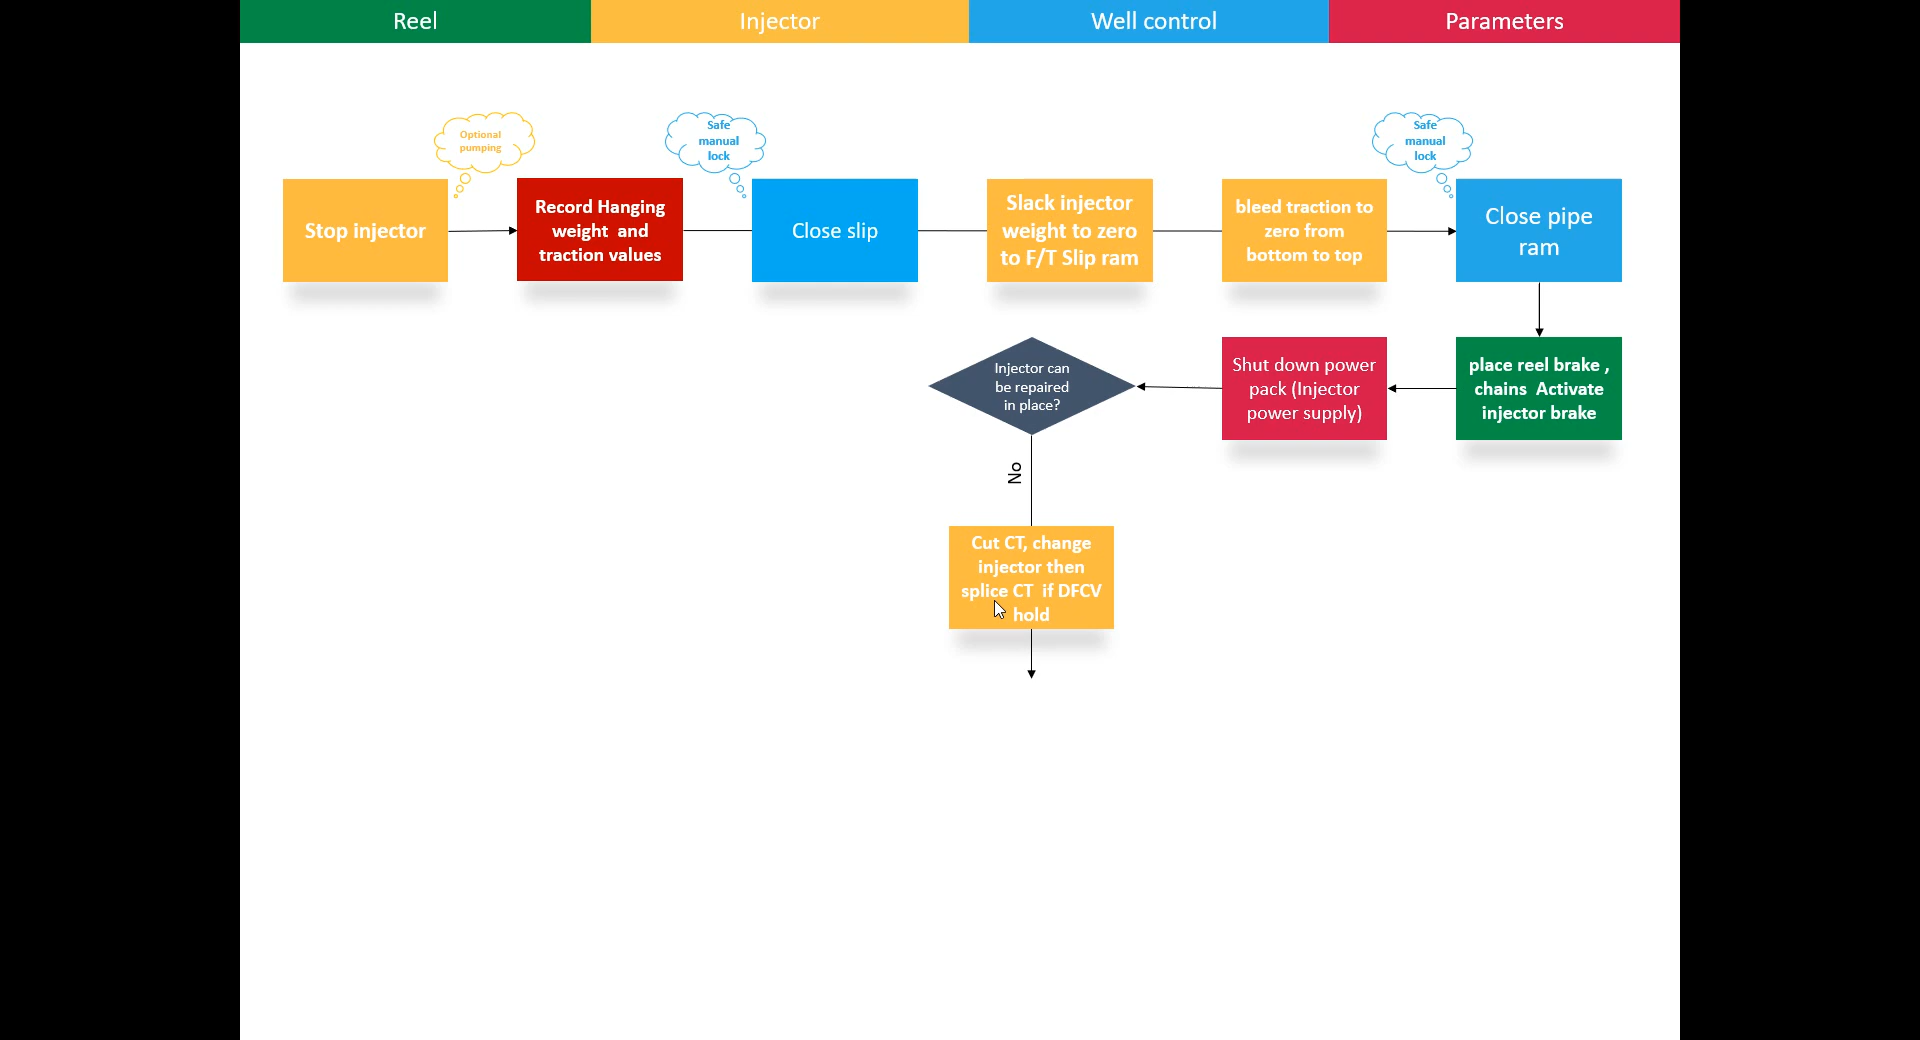 Reel
Injector
Well control
Parameters
Optional
pumping
Safe
manual
lock
Safe
manual
lock
Stop injector
Record Hanging
weight and
traction values
Close slip
Slack injector
weight to zero
to F/T Slip ram
bleed traction to
zero from
bottom to top
Close pipe
ram
Injector can
be repaired
in place?
Shut down power
pack (Injector
power supply)
place reel brake ,
chains Activate
injector brake
No
Cut CT, change
injector then
splice CT if DFCV
hold